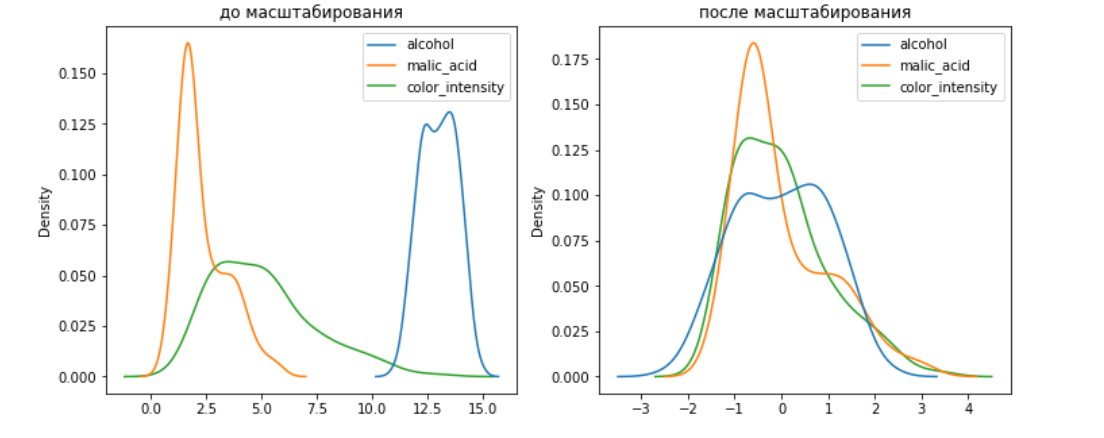 до масштабирования
alcohol
malic_acid
color_intensity
Density
0.150
0.125
0.100
0.075
0.050
0.025
0.000
0.0 2.5 5.0 7.5 10.0 12.5 15.0
после масштабирования
alcohol
malic_acid
color_intensity
Density
0.175
0.150
0.125
0.100
0.075
0.050
0.025
0.000
−3 −2 −1 0 1 2 3 4